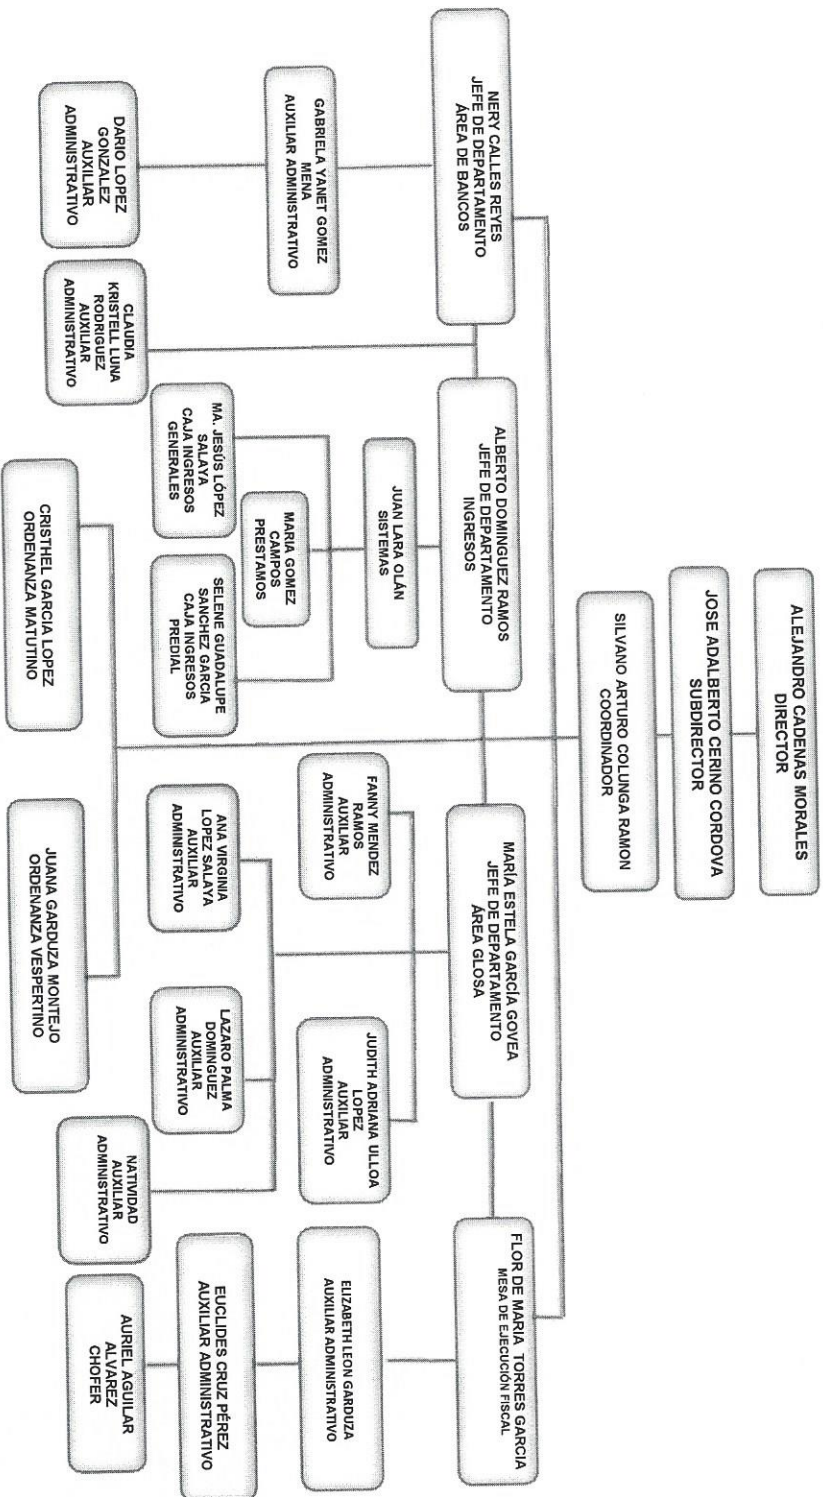 ALEJANDRO CADENAS MORALES
DIRECTOR
JOSE ADALBERTO CERINO CORDOVA
SUBDIRECTOR
SILVANO ARTURO COLUNGA RAMON
COORDINADOR
NERY CALLES REYES
JEFE DE DEPARTAMENTO
ÁREA DE BANCOS
ALBERTO DOMINGUEZ RAMOS
JEFE DE DEPARTAMENTO
INGRESOS
MARÍA ESTELA GARCÍA GOVEA
JEFE DE DEPARTAMENTO
ÁREA GLOSA
FLOR DE MARIA TORRES GARCIA
MESA DE EJECUCIÓN FISCAL
GABRIELA YANET GOMEZ
MENA
AUXILIAR ADMINISTRATIVO
JUAN LARA OLÁN
SISTEMAS
FANNY MENDEZ
RAMOS
AUXILIAR
ADMINISTRATIVO
JUDITH ADRIANA ULLOA
LOPEZ
AUXILIAR
ADMINISTRATIVO
ELIZABETH LEON GARDUZA
AUXILIAR ADMINISTRATIVO
MARIA GOMEZ
CAMPOS
PRESTAMOS
MA. JESÚS LÓPEZ
SALAYA
CAJA INGRESOS
GENERALES
SELENE GUADALUPE
SANCHEZ GARCIA
CAJA INGRESOS
PREDIAL
ANA VIRGINIA
LOPEZ SALAYA
AUXILIAR
ADMINISTRATIVO
LAZARO PALMA
DOMINGUEZ
AUXILIAR
ADMINISTRATIVO
EUCLIDES CRUZ PÉREZ
AUXILIAR ADMINISTRATIVO
DARIO LOPEZ
GONZALEZ
AUXILIAR
ADMINISTRATIVO
CLAUDIA
KRISTELL LUNA
RODRIGUEZ
AUXILIAR
ADMINISTRATIVO
NATIVIDAD
AUXILIAR
ADMINISTRATIVO
AURIEL AGUILAR
ALVAREZ
CHOFER
CRISTHEL GARCIA LOPEZ
ORDENANZA MATUTINO
JUANA GARDUZA MONTEJO
ORDENANZA VESPERTINO